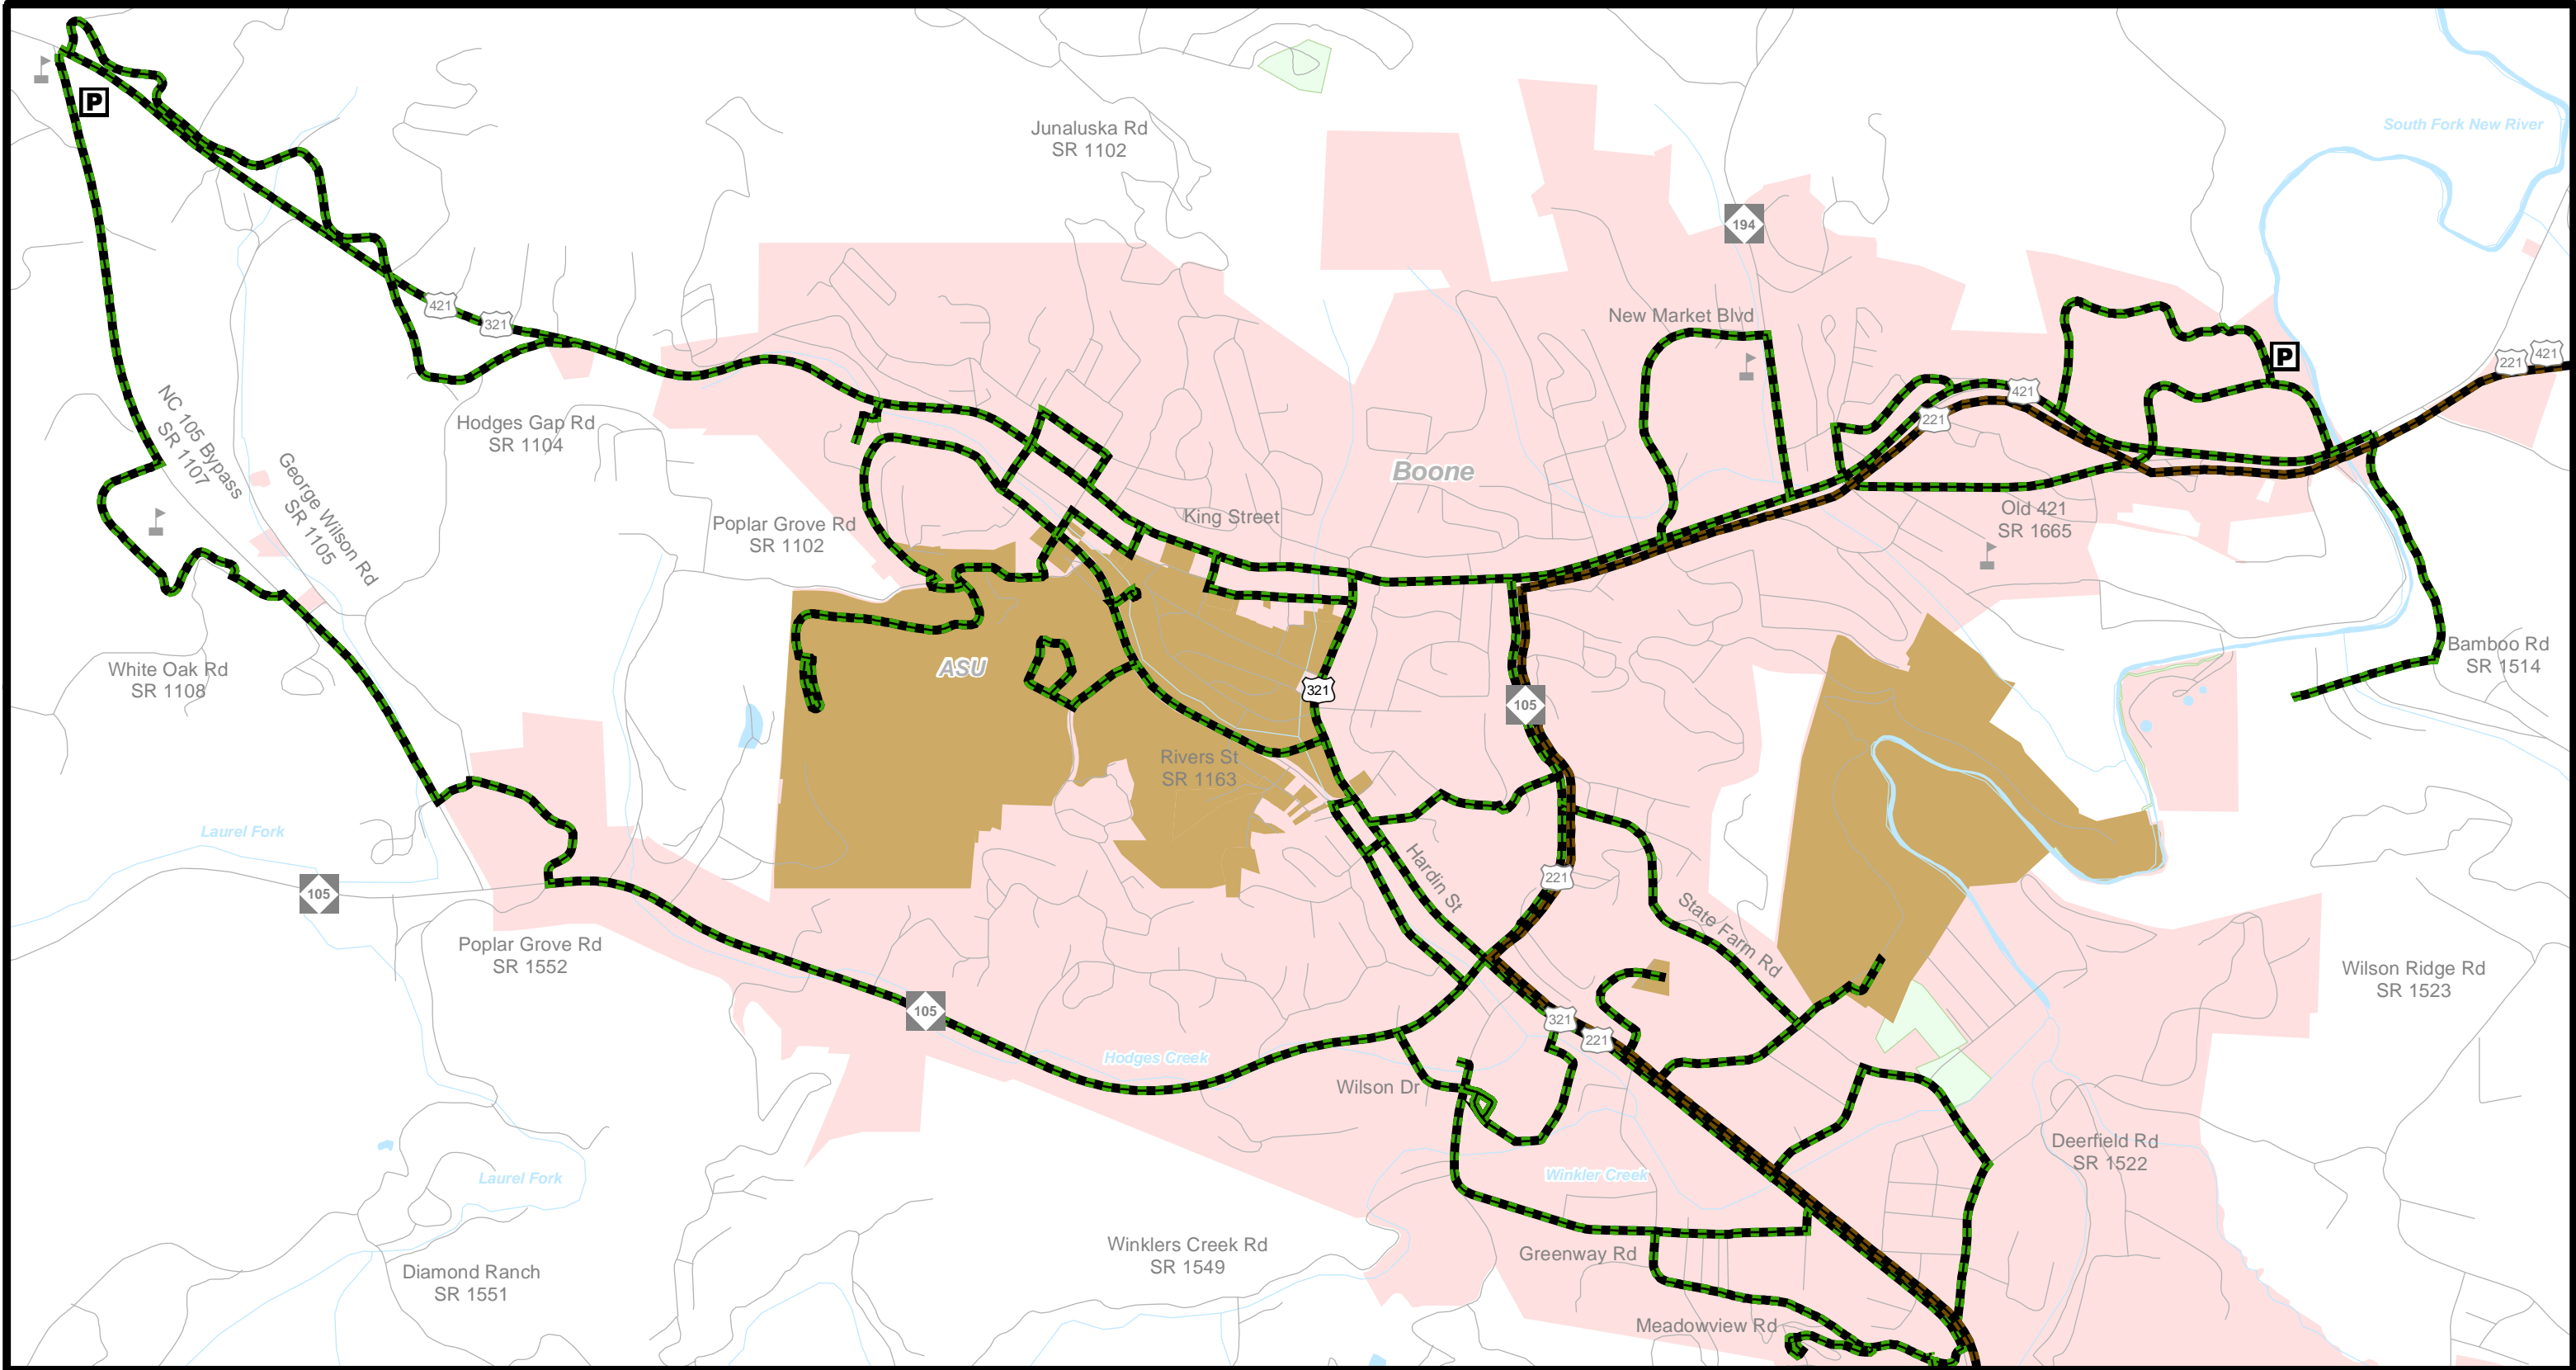 P
South Fork New River
Junaluska Rd
SR 1102
194
421
321
New Market Blvd
P
221
421
421
221
NC 105 Bypass
SR 1107
Hodges Gap Rd
SR 1104
George Wilson Rd
SR 1105
Boone
King Street
Poplar Grove Rd
SR 1102
Old 421
SR 1665
White Oak Rd
SR 1108
ASU
321
105
Bamboo Rd
SR 1514
Rivers St
SR 1163
Laurel Fork
105
Hardin St
221
State Farm Rd
Poplar Grove Rd
SR 1552
Wilson Ridge Rd
SR 1523
105
321
221
Hodges Creek
Wilson Dr
Deerfield Rd
SR 1522
Laurel Fork
Winkler Creek
Winklers Creek Rd
SR 1549
Greenway Rd
Diamond Ranch
SR 1551
Meadowview Rd